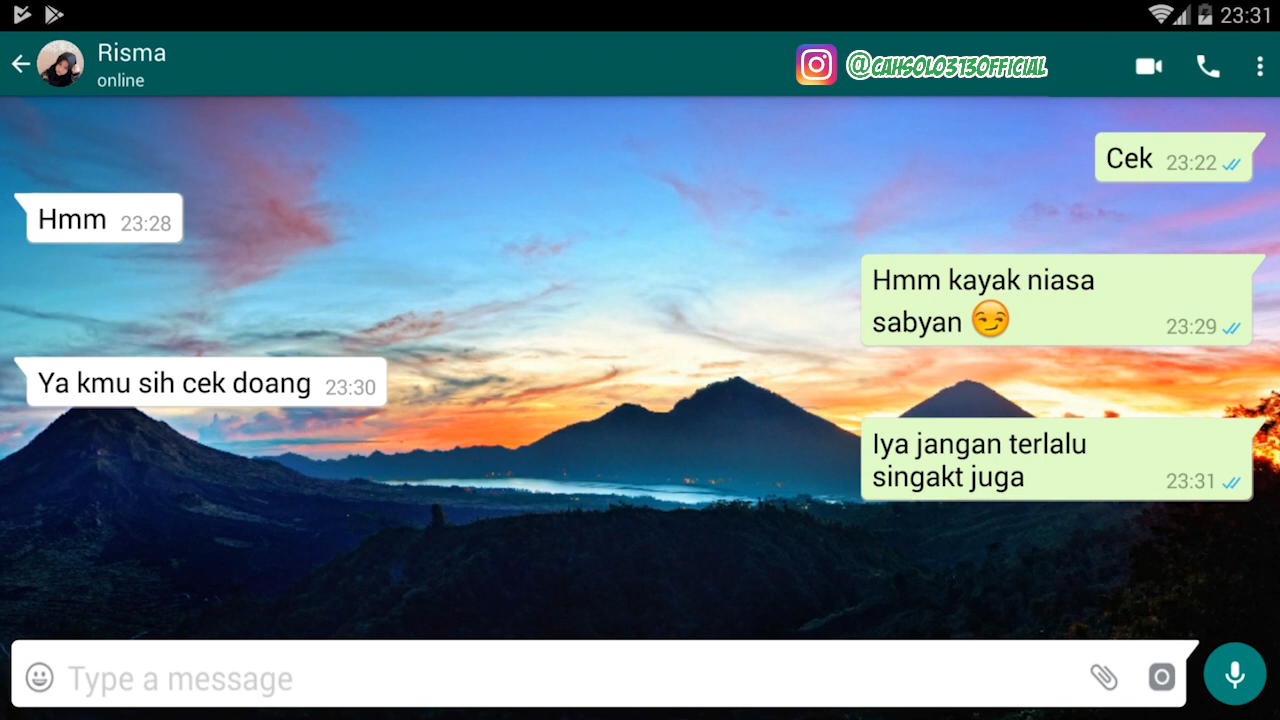 23:31
Risma
online
@CAHSOLO313OFFICIAL
Cek 23:22
Hmm 23:28
Hmm kayak niasa
sabyan 😏 23:29
Ya kmu sih cek doang 23:30
Iya jangan terlalu
singakt juga 23:31
Type a message